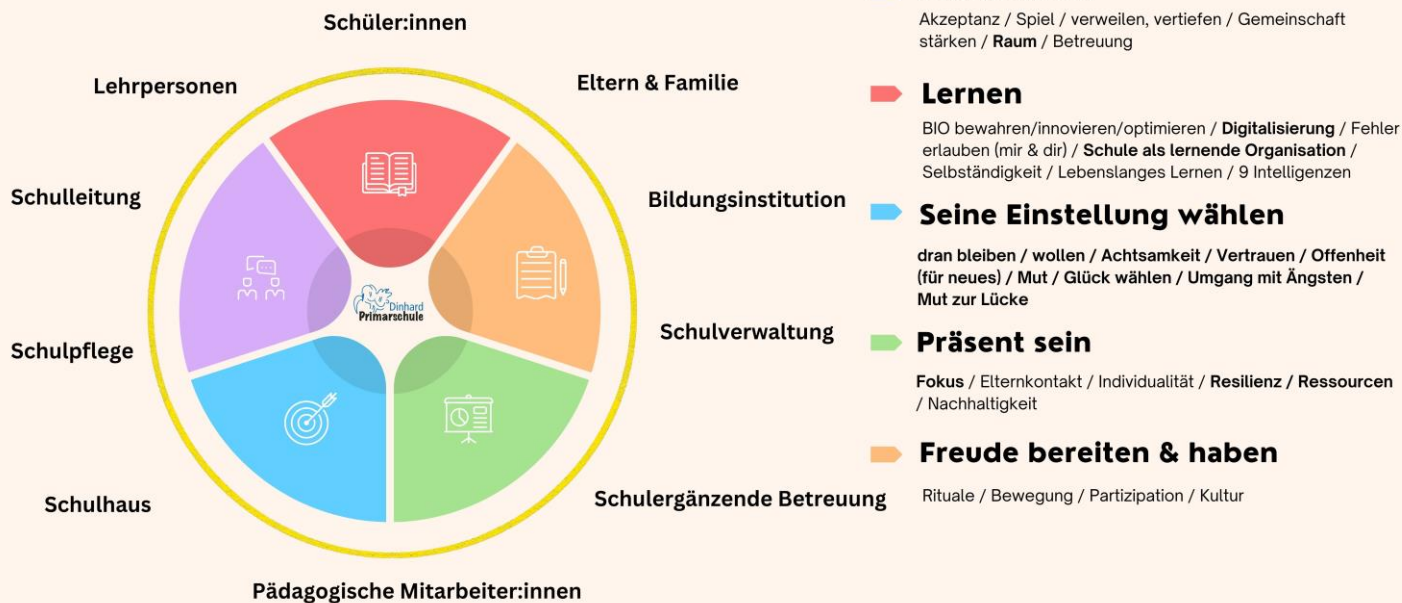 Schüler:innen
Lehrpersonen
Eltern & Familie
Schulleitung
Bildungsinstitution
Dinhard
Primarschule
Schulpflege
Schulverwaltung
Schulhaus
Schulergänzende Betreuung
Pädagogische Mitarbeiter:innen
Akzeptanz / Spiel / verweilen, vertiefen / Gemeinschaft
stärken / Raum / Betreuung
Lernen
BIO bewahren/innovieren/optimieren / Digitalisierung / Fehler
erlauben (mir & dir) / Schule als lernende Organisation /
Selbständigkeit / Lebenslanges Lernen / 9 Intelligenzen
Seine Einstellung wählen
dran bleiben / wollen / Achtsamkeit / Vertrauen / Offenheit
(für neues) / Mut / Glück wählen / Umgang mit Ängsten /
Mut zur Lücke
Präsent sein
Fokus / Elternkontakt / Individualität / Resilienz / Ressourcen
/ Nachhaltigkeit
Freude bereiten & haben
Rituale / Bewegung / Partizipation / Kultur